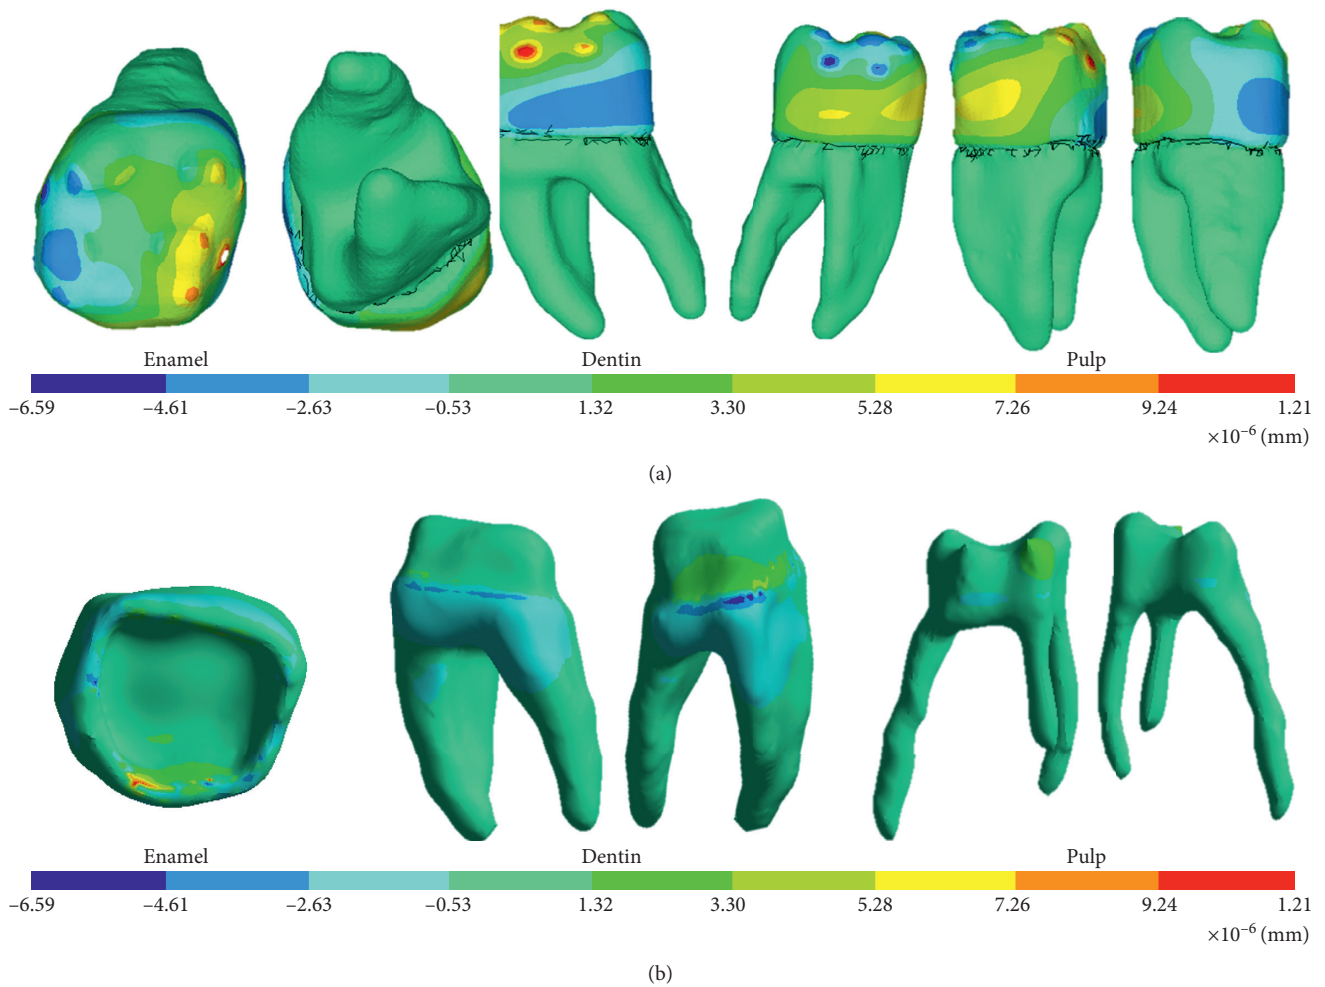 Enamel Dentin Pulp
−6.59 −4.61 −2.63 −0.53 1.32 3.30 5.28 7.26 9.24 1.21
×10⁻⁶ (mm)
(a)
Enamel Dentin Pulp
−6.59 −4.61 −2.63 −0.53 1.32 3.30 5.28 7.26 9.24 1.21
×10⁻⁶ (mm)
(b)